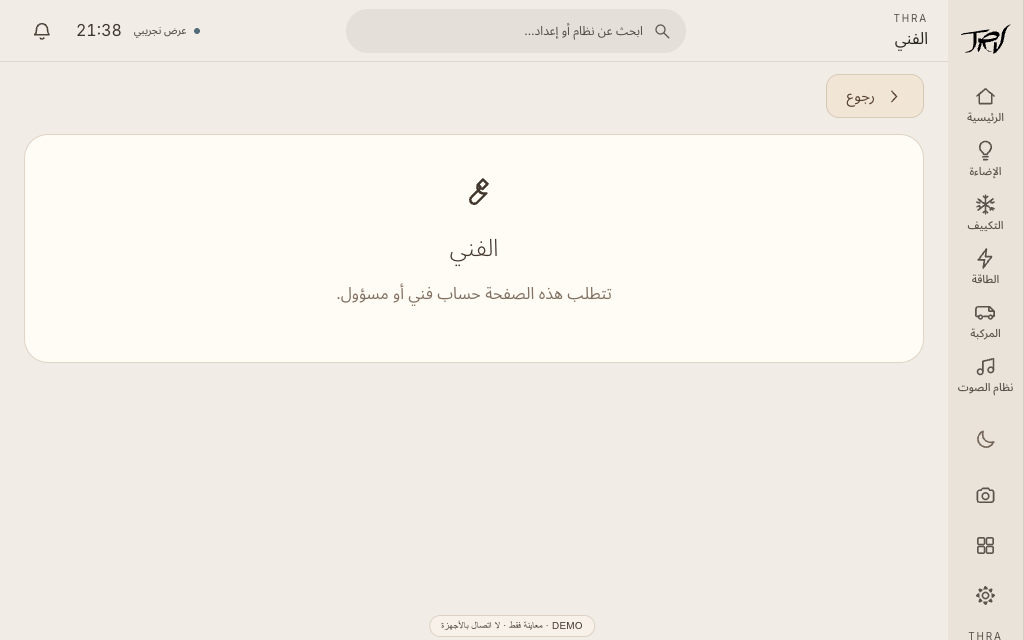 THRA
الفني
ابحث عن نظام أو إعداد...
عرض تجريبي
21:38
الرئيسية
الإضاءة
التكييف
الطاقة
المركبة
نظام الصوت
THRA
رجوع
الفني
تتطلب هذه الصفحة حساب فني أو مسؤول.
DEMO · معاينة فقط · لا اتصال بالأجهزة